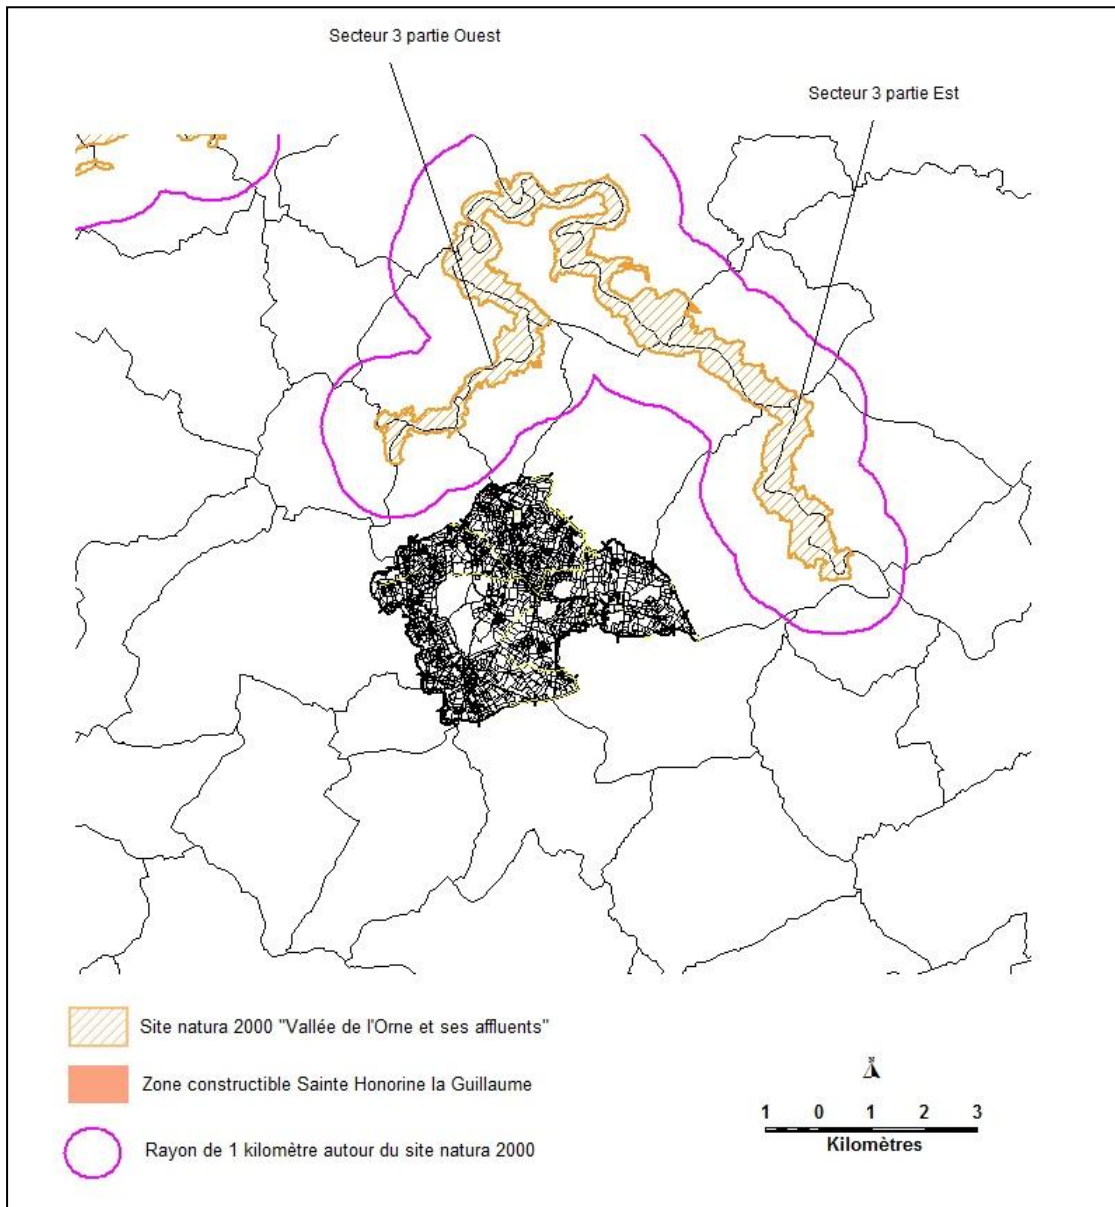 Secteur 3 partie Ouest
Secteur 3 partie Est
Site natura 2000 "Vallée de l'Orne et ses affluents"
Zone constructible Sainte Honorine la Guillaume
Rayon de 1 kilomètre autour du site natura 2000
N
1 0 1 2 3
Kilomètres